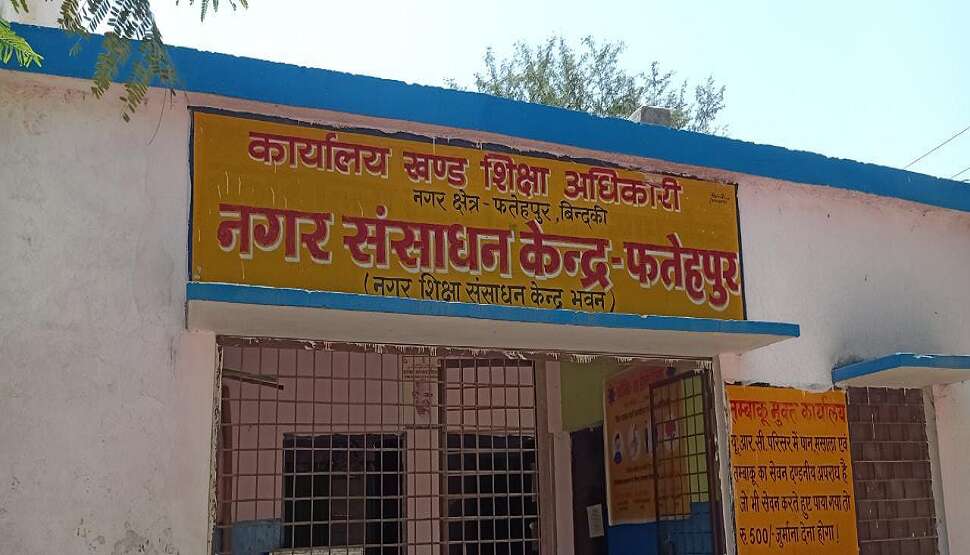 कार्यालय खण्ड शिक्षा अधिकारी
नगर क्षेत्र - फतेहपुर, बिन्दकी
नगर संसाधन केन्द्र - फतेहपुर
( नगर शिक्षा संसाधन केन्द्र भवन )
तम्बाकू मुक्त कार्यालय
यू.आर.सी. परिसर में पान, मसाला एवं
तम्बाकू का सेवन दण्डनीय अपराध है
जो भी सेवन करते हुए पाया गया तो
रु 500/- जुर्माना देना होगा !